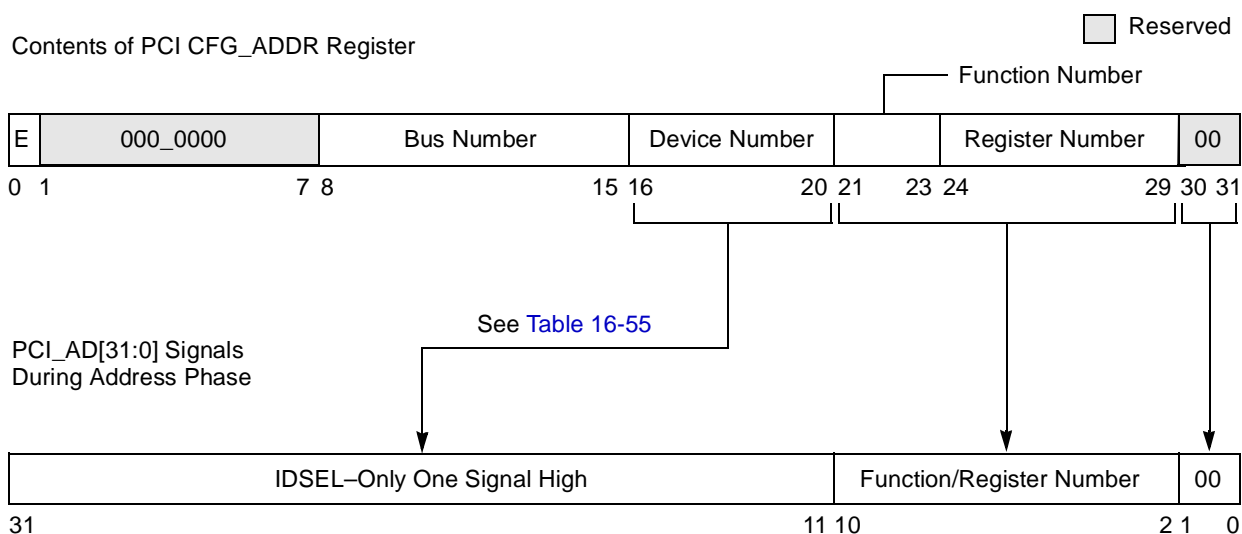 Reserved
Contents of PCI CFG_ADDR Register
Function Number
E 000_0000 Bus Number Device Number Register Number 00
0 1 7 8 15 16 20 21 23 24 29 30 31
See Table 16-55
PCI_AD[31:0] Signals
During Address Phase
IDSEL–Only One Signal High Function/Register Number 00
31 11 10 2 1 0